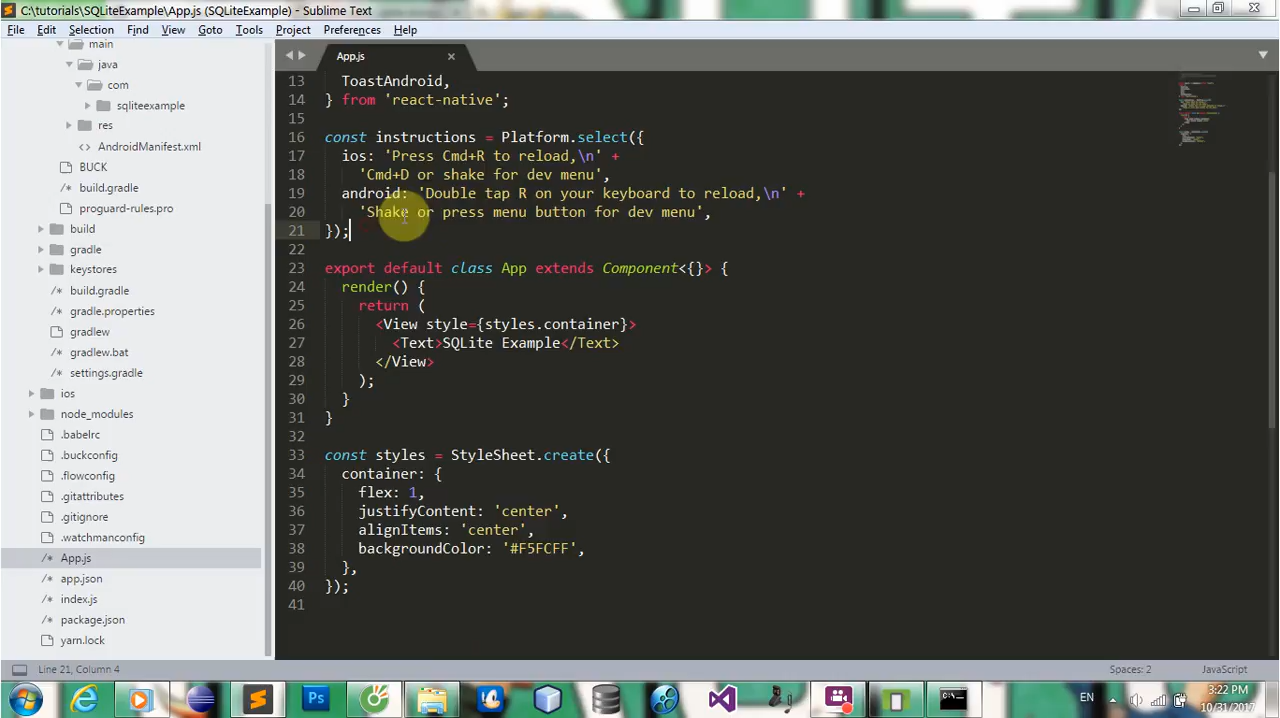 C:\tutorials\SQLiteExample\App.js (SQLiteExample) - Sublime Text
File Edit Selection Find View Goto Tools Project Preferences Help
main
java
com
sqliteexample
res
/* AndroidManifest.xml
BUCK
/* build.gradle
/* proguard-rules.pro
build
gradle
keystores
/* build.gradle
/* gradle.properties
gradlew
/* gradlew.bat
/* settings.gradle
ios
node_modules
.babelrc
.buckconfig
.flowconfig
.gitattributes
.gitignore
.watchmanconfig
/* App.js
/* app.json
/* index.js
/* package.json
yarn.lock
App.js
13 ToastAndroid,
14 } from 'react-native';
15
16 const instructions = Platform.select({
17 ios: 'Press Cmd+R to reload,\n' +
18 'Cmd+D or shake for dev menu',
19 android: 'Double tap R on your keyboard to reload,\n' +
20 'Shake or press menu button for dev menu',
21 });
22
23 export default class App extends Component<{}> {
24 render() {
25 return (
26 <View style={styles.container}>
27 <Text>SQLite Example</Text>
28 </View>
29 );
30 }
31 }
32
33 const styles = StyleSheet.create({
34 container: {
35 flex: 1,
36 justifyContent: 'center',
37 alignItems: 'center',
38 backgroundColor: '#F5FCFF',
39 },
40 });
41
Line 21, Column 4
Spaces: 2 JavaScript
Ps
EN
3:22 PM
10/31/2017